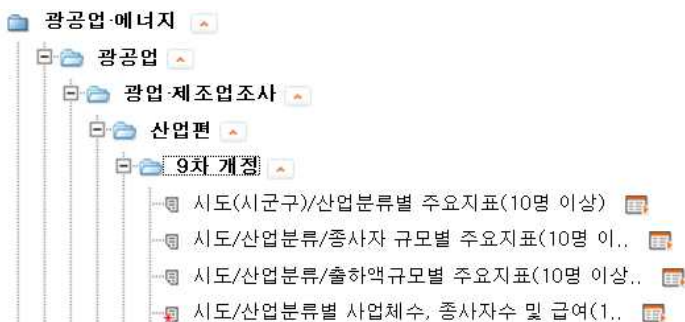 광공업·에너지
광공업
광업·제조업조사
산업편
9차 개정
시도(시군구)/산업분류별 주요지표(10명 이상)
시도/산업분류/종사자 규모별 주요지표(10명 이..
시도/산업분류/출하액규모별 주요지표(10명 이상..
시도/산업분류별 사업체수, 종사자수 및 급여(1..